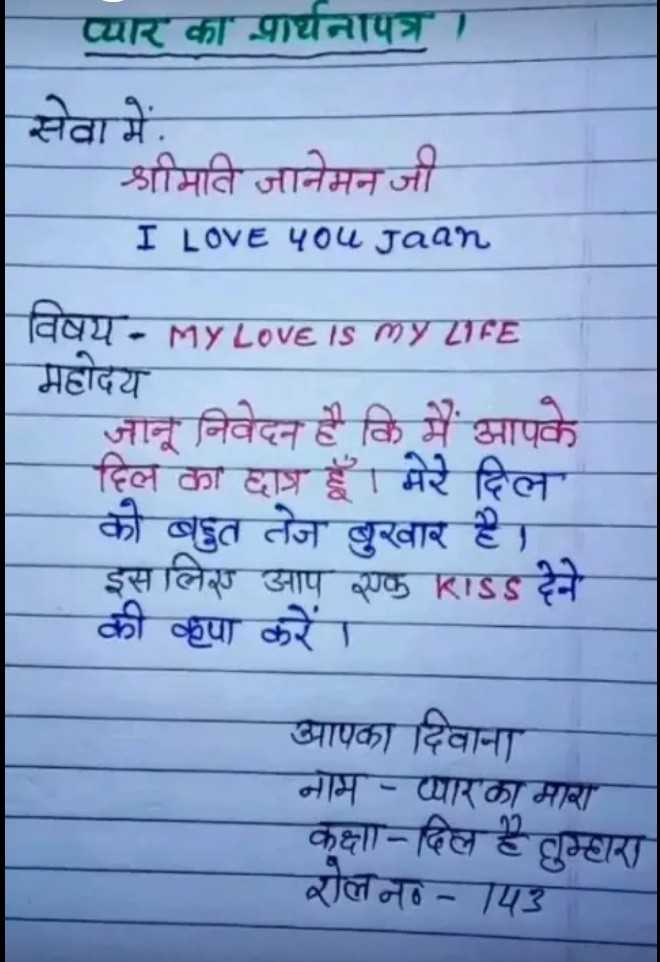 प्यार का प्रार्थनापत्र ।
सेवा में.
श्रीमति जानेमन जी
I LOVE YOU Jaan
विषय - MY LOVE IS MY LIFE
महोदय
जानू निवेदन है कि मैं आपके
दिल का छात्र हूँ । मेरे दिल
को बहुत तेज बुखार है ।
इसलिए आप एक KISS देने
की कृपा करें ।
आपका दिवाना
नाम - प्यार का मारा
कक्षा - दिल है तुम्हारा
रोल न० - 143